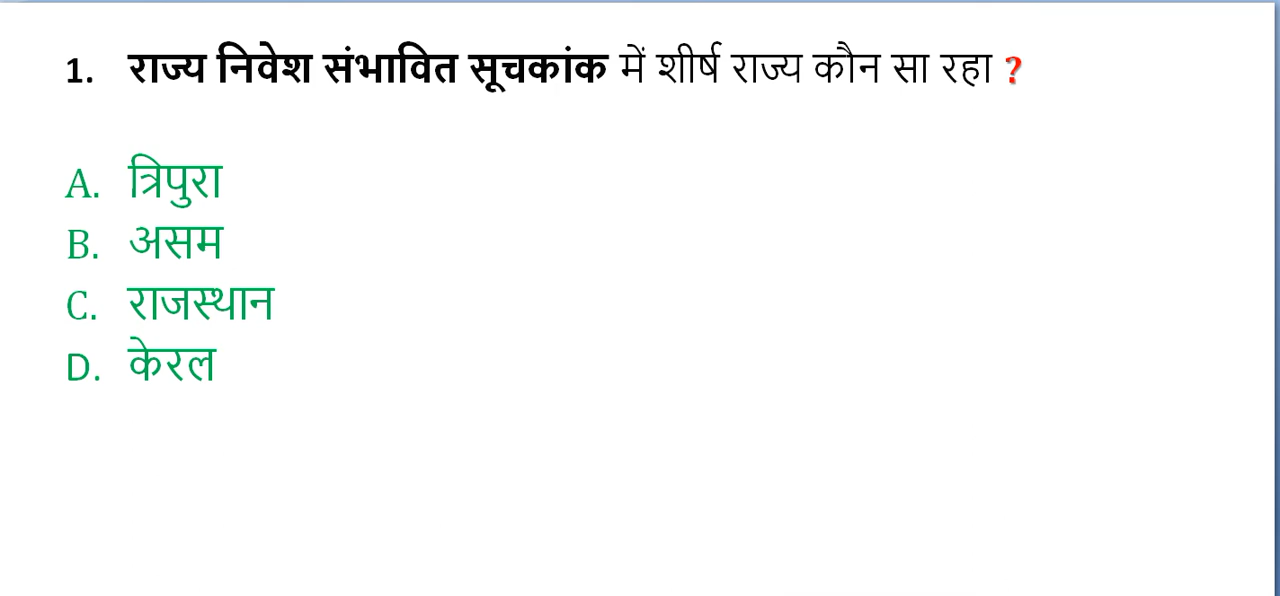 1. राज्य निवेश संभावित सूचकांक में शीर्ष राज्य कौन सा रहा ?
A. त्रिपुरा
B. असम
C. राजस्थान
D. केरल